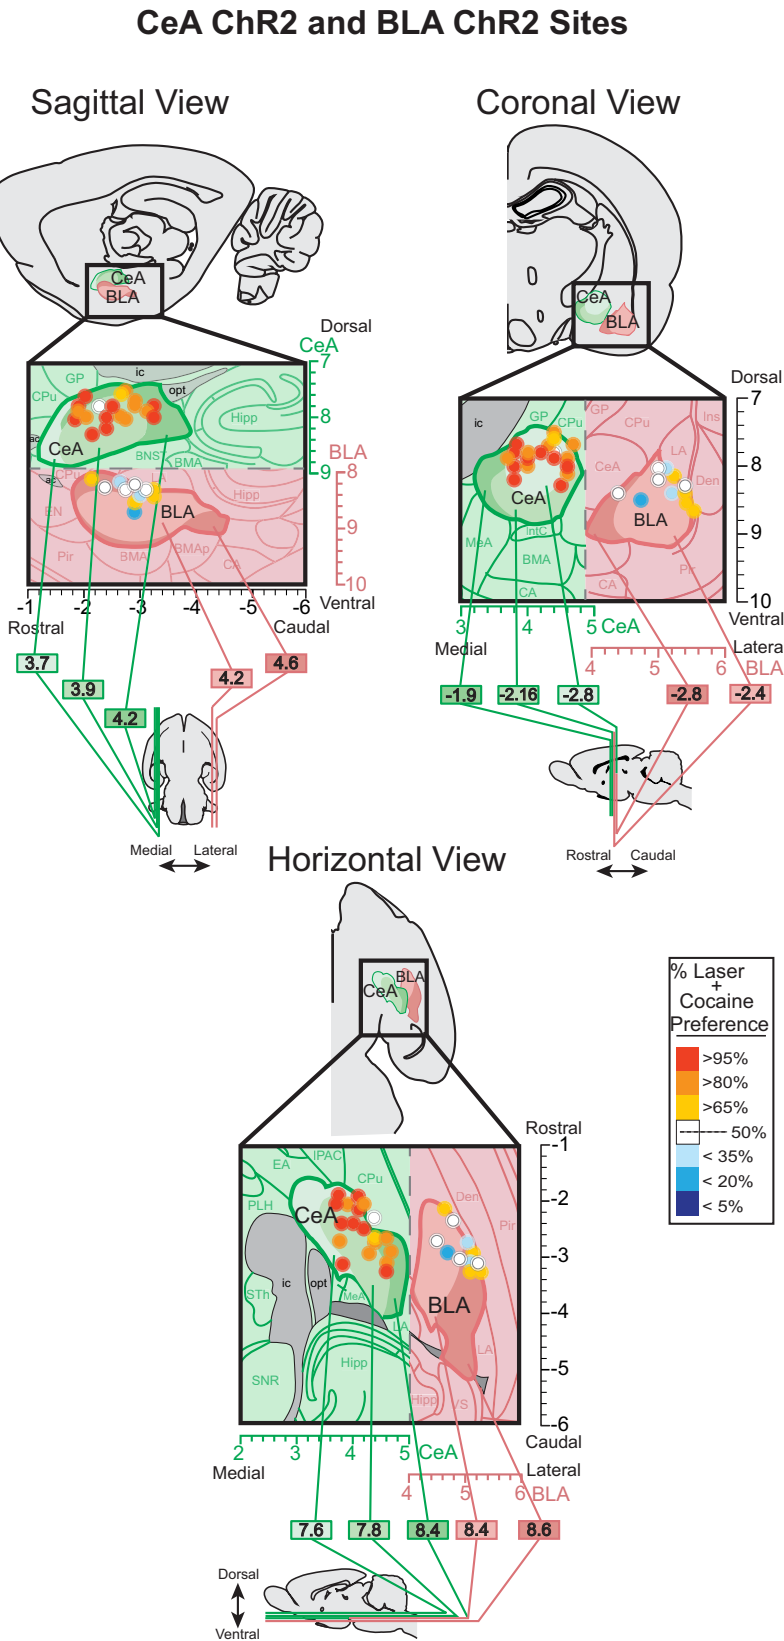 CeA ChR2 and BLA ChR2 Sites
Sagittal View
Coronal View
CeA
BLA
CeA
BLA
Dorsal
CeA
7
8
9
BLA
8
9
10
Ventral
ic
GP
CPu
opt
Hipp
ac
CeA
BNST
BMA
CPu
ac
LA
Hipp
EN
BLA
Pir
BMA
BMAp
CA
-1
-2
-3
-4
-5
-6
Rostral
Caudal
3.7
3.9
4.2
4.2
4.6
Medial
Lateral
Dorsal
7
8
9
10
Ventral
ic
GP
CPu
GP
CPu
Ins
CeA
LA
Den
CeA
BLA
MeA
IntC
BMA
CA
Pir
CA
3
4
5
CeA
Medial
Latera
4
5
6
BLA
-1.9
-2.16
-2.8
-2.8
-2.4
Rostral
Caudal
Horizontal View
BLA
CeA
% Laser
+
Cocaine
Preference
>95%
>80%
>65%
50%
< 35%
< 20%
< 5%
Rostral
-1
-2
-3
-4
-5
-6
Caudal
IPAC
EA
CPu
PLH
CeA
Den
Pir
ic
opt
STh
MeA
BLA
LA
LA
Hipp
SNR
Hipp
VS
2
3
4
5
CeA
Medial
Lateral
4
5
6
BLA
7.6
7.8
8.4
8.4
8.6
Dorsal
Ventral